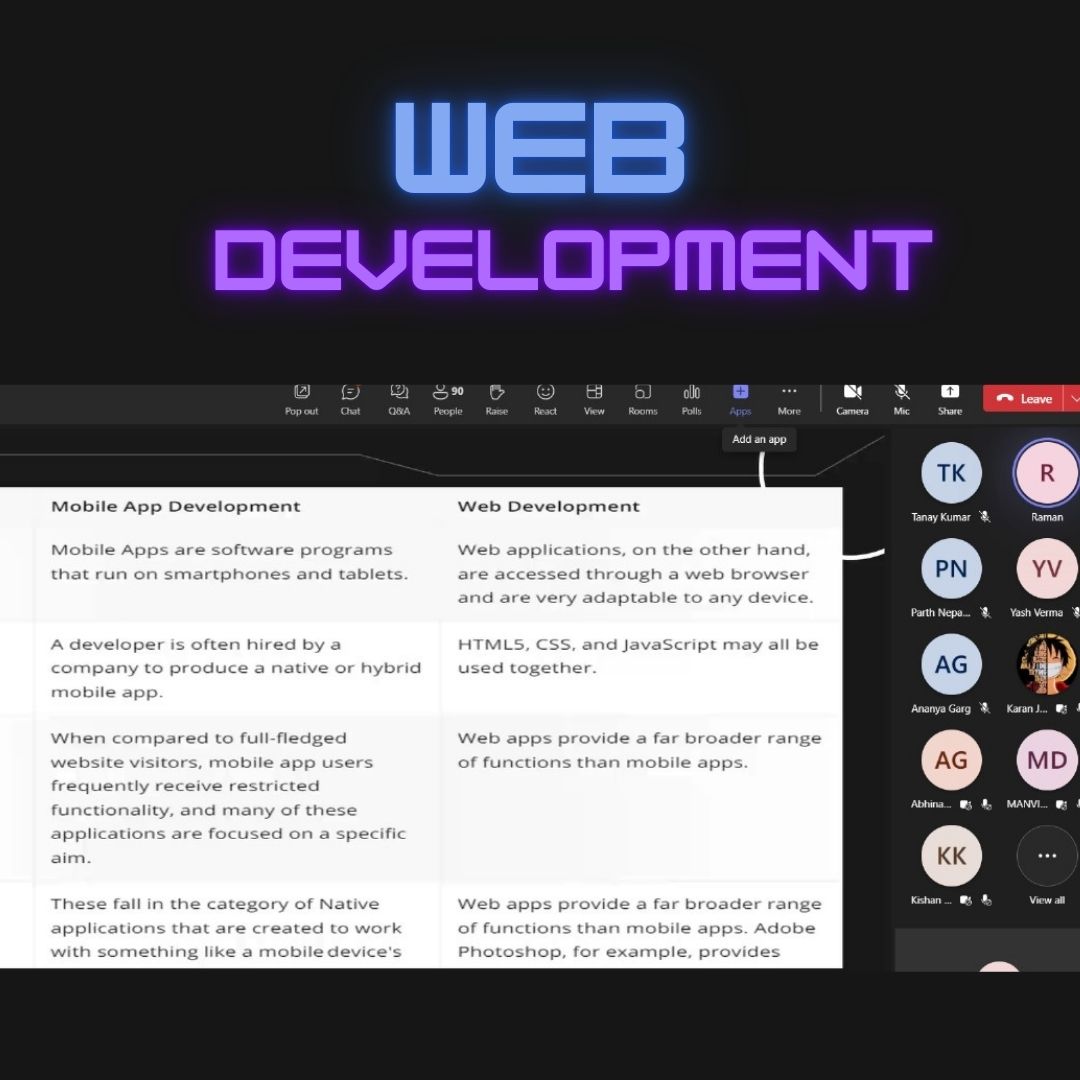 WEB
DEVELOPMENT
Pop out Chat Q&A 90 People Raise React View Rooms Polls Apps More Camera Mic Share Leave
Add an app
Mobile App Development
Web Development
Mobile Apps are software programs
that run on smartphones and tablets.
Web applications, on the other hand,
are accessed through a web browser
and are very adaptable to any device.
A developer is often hired by a
company to produce a native or hybrid
mobile app.
HTML5, CSS, and JavaScript may all be
used together.
When compared to full-fledged
website visitors, mobile app users
frequently receive restricted
functionality, and many of these
applications are focused on a specific
aim.
Web apps provide a far broader range
of functions than mobile apps.
These fall in the category of Native
applications that are created to work
with something like a mobile device's
Web apps provide a far broader range
of functions than mobile apps. Adobe
Photoshop, for example, provides
TK R
Tanay Kumar Raman
PN YV
Parth Nepa... Yash Verma
AG
Ananya Garg Karan J...
AG MD
Abhina... MANVI...
KK
Kishan ... View all